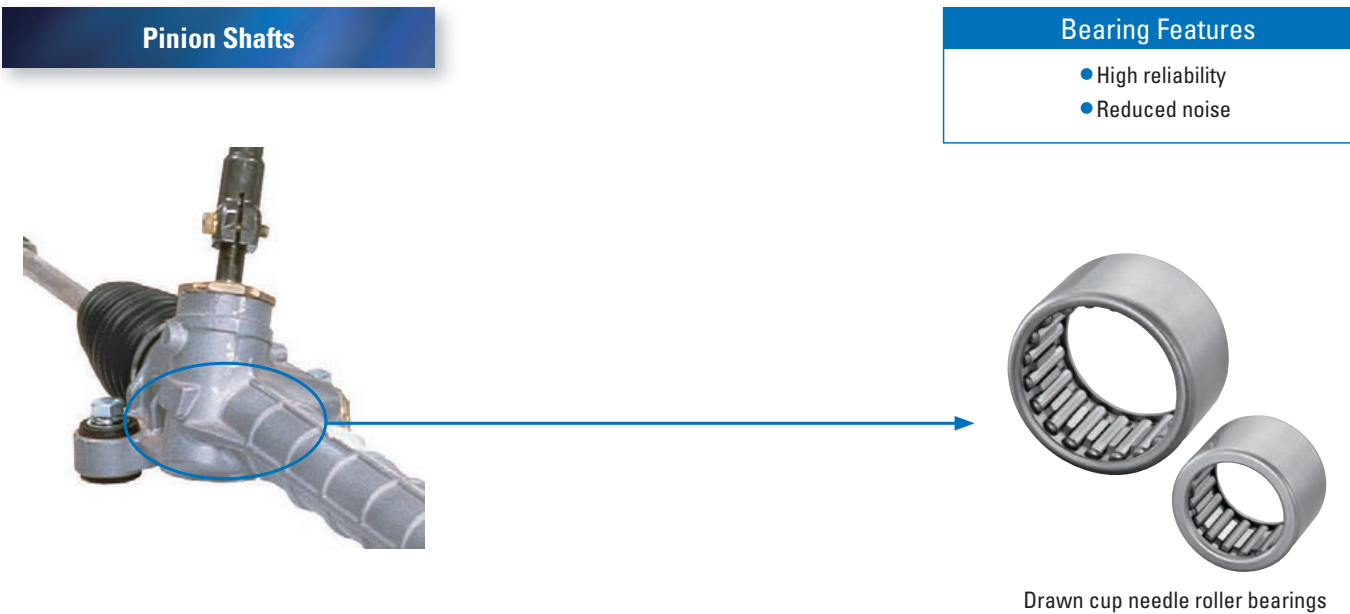 Pinion Shafts
Bearing Features
● High reliability
● Reduced noise
Drawn cup needle roller bearings